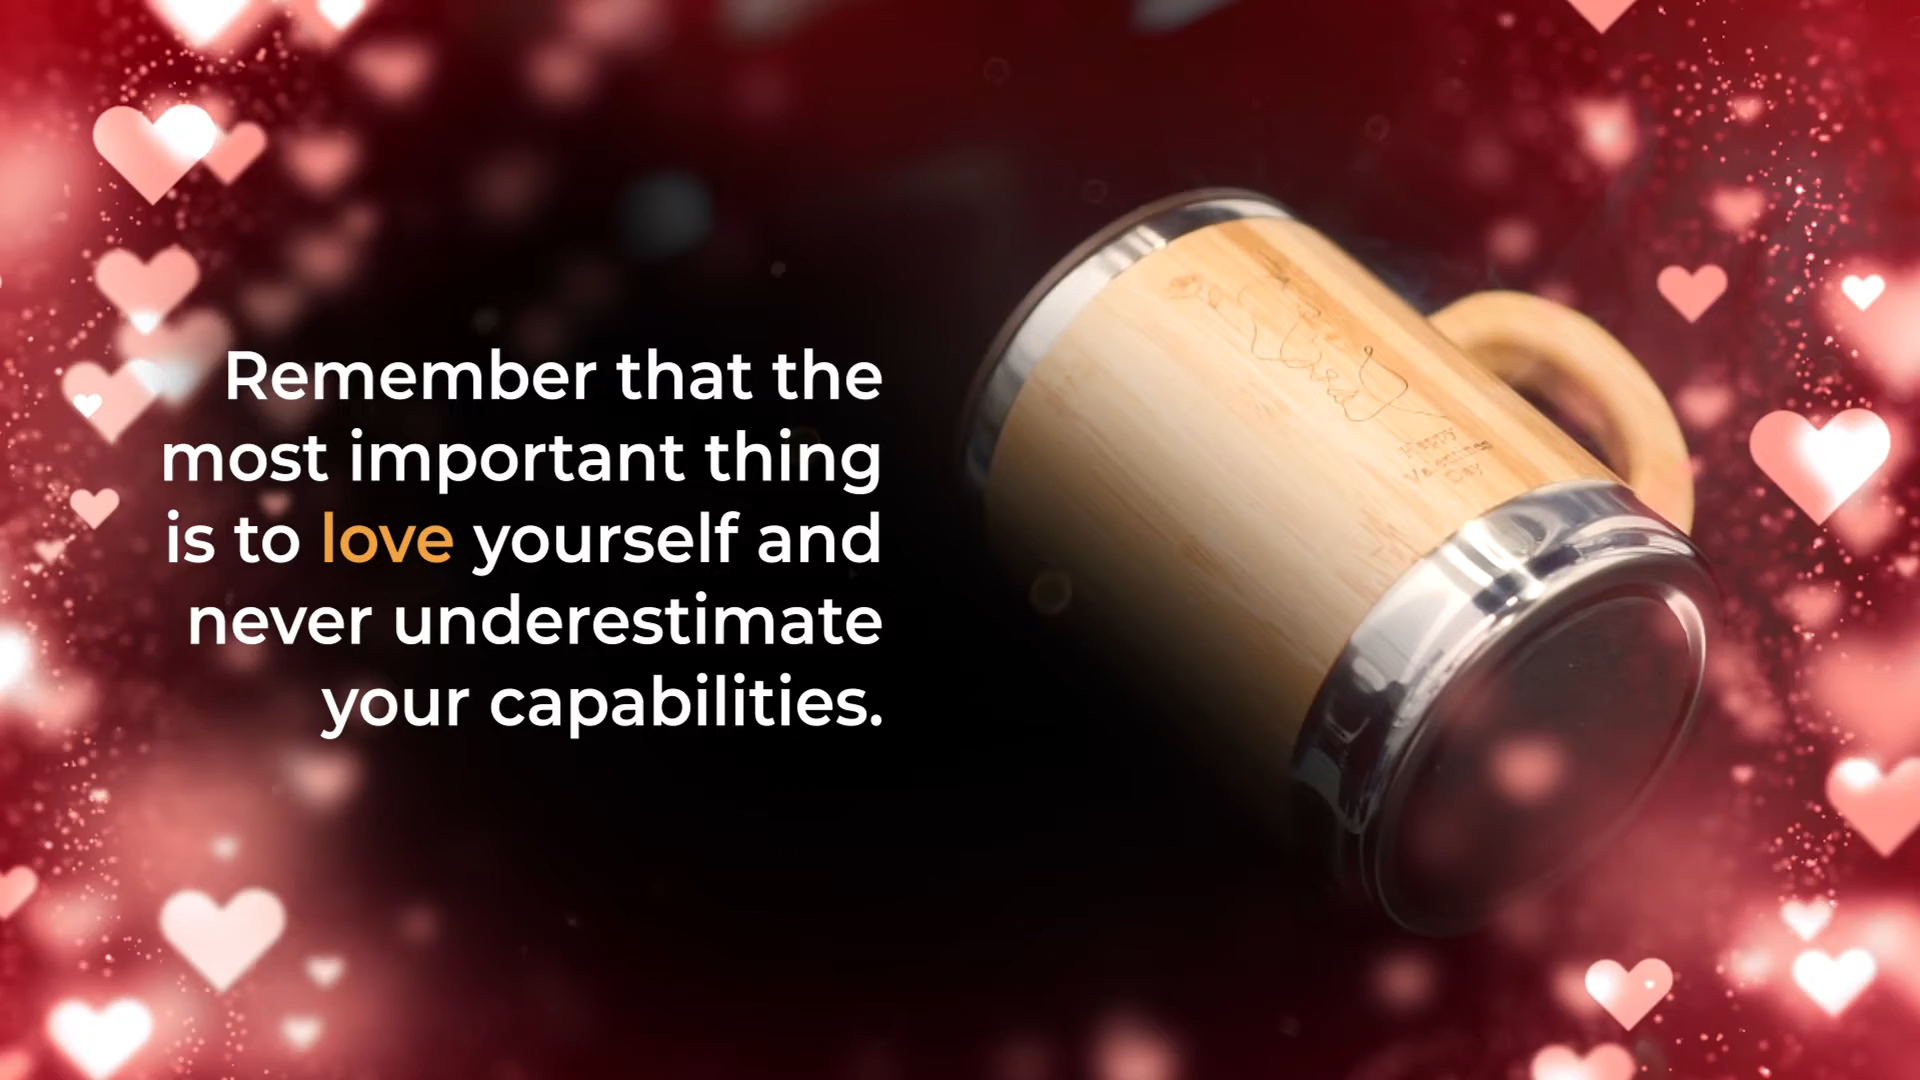 Remember that the
most important thing
is to love yourself and
never underestimate
your capabilities.
Happy
Valentines
Day